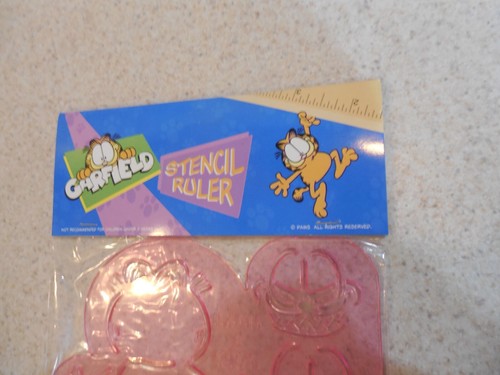 GARFIELD
STENCIL
RULER
© PAWS. ALL RIGHTS RESERVED.